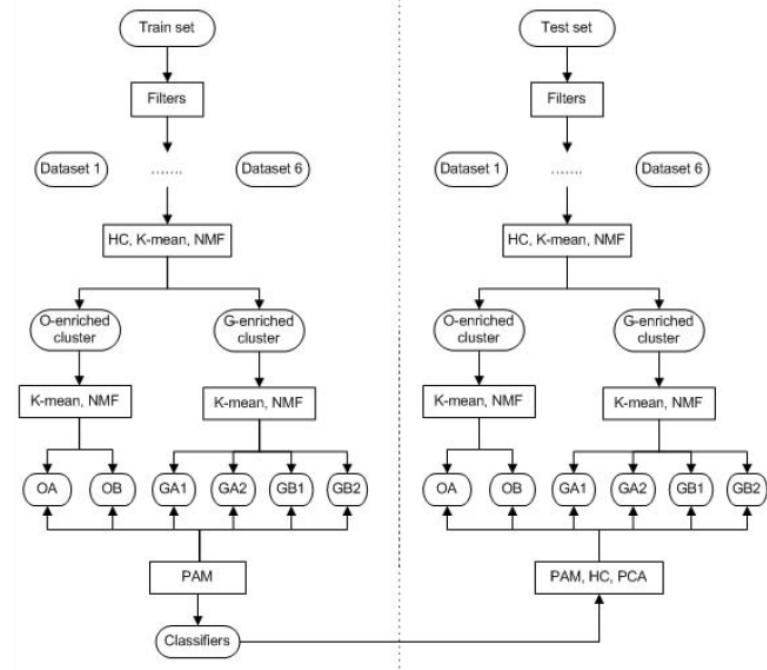 Train set
Test set
Filters
Filters
Dataset 1
.......
Dataset 6
Dataset 1
.......
Dataset 6
HC, K-mean, NMF
HC, K-mean, NMF
O-enriched
cluster
G-enriched
cluster
O-enriched
cluster
G-enriched
cluster
K-mean, NMF
K-mean, NMF
K-mean, NMF
K-mean, NMF
OA
OB
GA1
GA2
GB1
GB2
OA
OB
GA1
GA2
GB1
GB2
PAM
PAM, HC, PCA
Classifiers